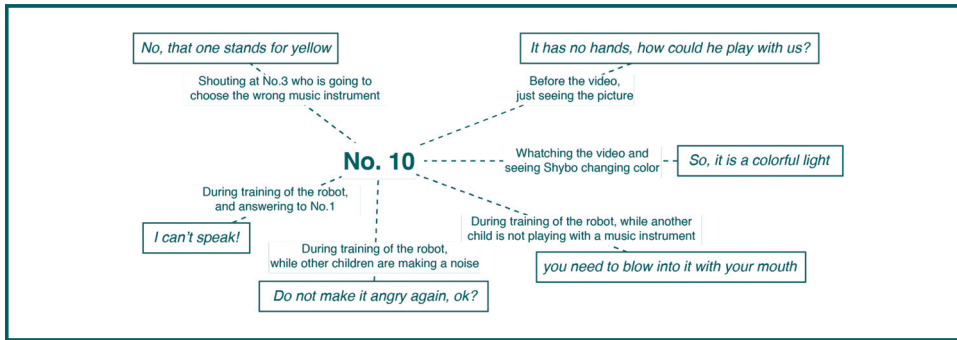 No, that one stands for yellow
It has no hands, how could he play with us?
Shouting at No.3 who is going to
choose the wrong music instrument
Before the video,
just seeing the picture
No. 10
Whatching the video and
seeing Shybo changing color
So, it is a colorful light
During training of the robot,
and answering to No.1
I can't speak!
During training of the robot, while another
child is not playing with a music instrument
you need to blow into it with your mouth
During training of the robot,
while other children are making a noise
Do not make it angry again, ok?